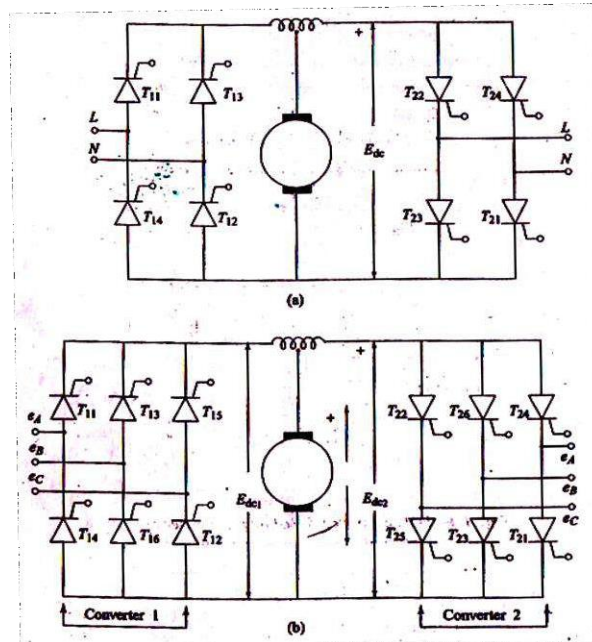 +
T11 T13 T22 T24
L N Edc L N
T14 T12 T23 T21
(a)
+ +
T11 T13 T15 T22 T26 T24
eA eB eC + Edc1 Edc2 eA eB eC
T14 T16 T12 T25 T23 T21
Converter 1 (b) Converter 2